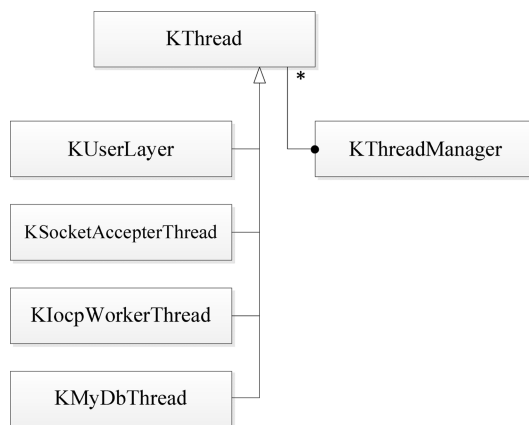 KThread
*
KUserLayer
KThreadManager
KSocketAccepterThread
KIocpWorkerThread
KMyDbThread